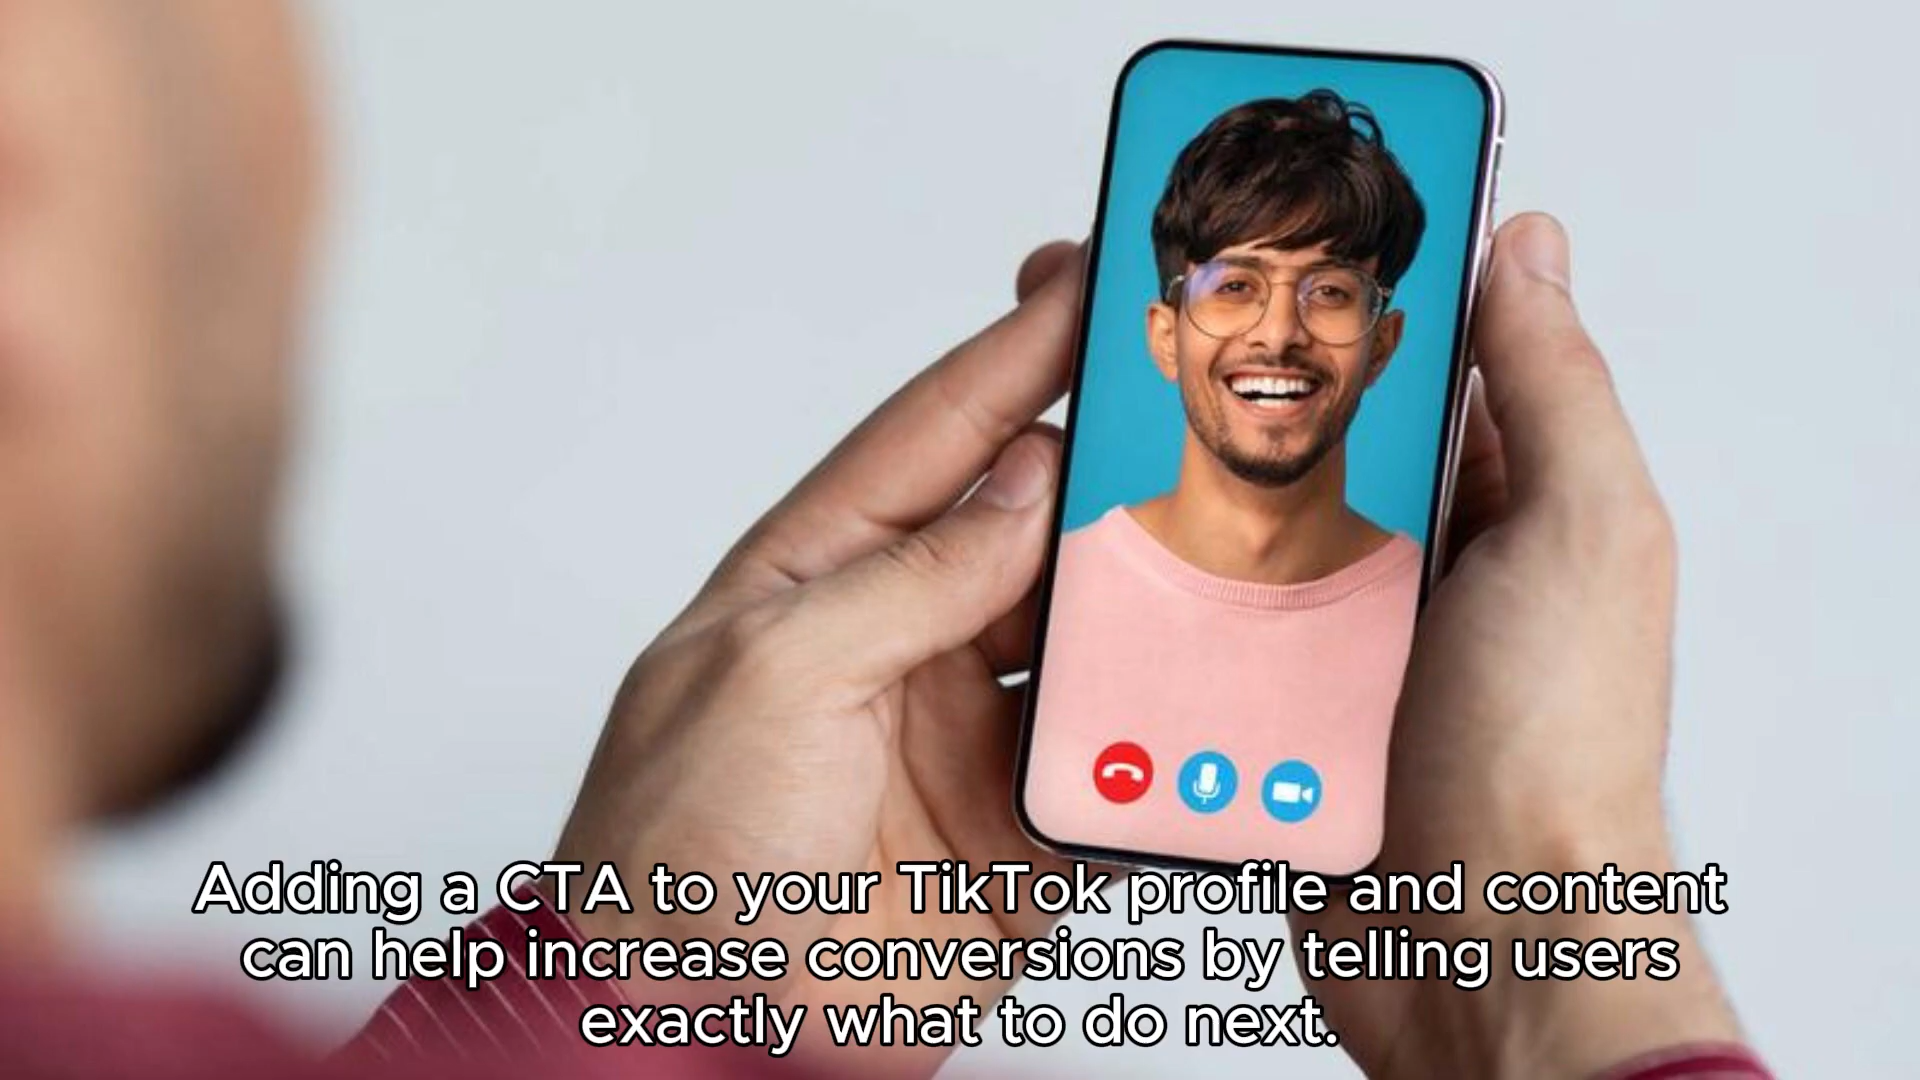 Adding a CTA to your TikTok profile and content
can help increase conversions by telling users
exactly what to do next.